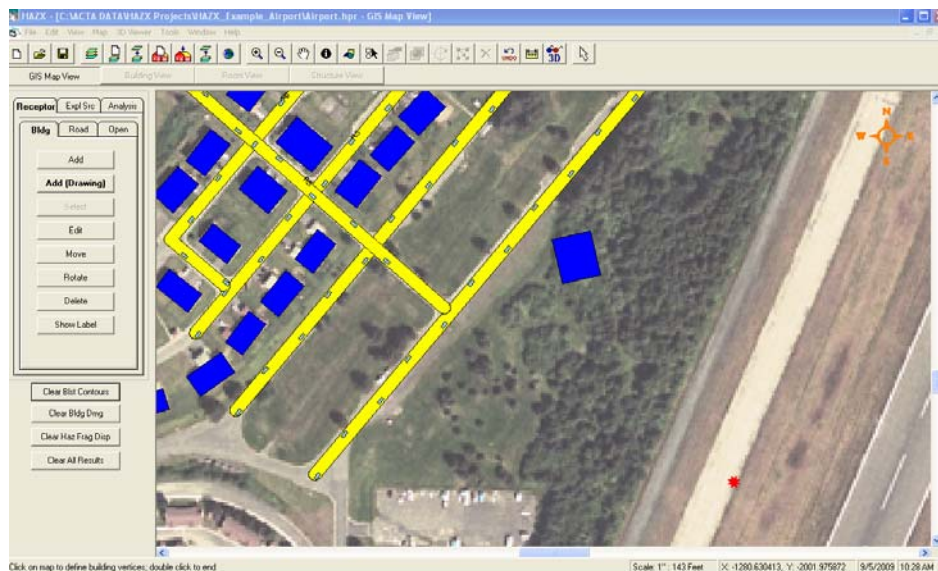 HAZX - [C:\ACTA DATA\HAZX Projects\HAZX_Example_Airport\Airport.hpr - GIS Map View]
File Edit View Map 3D Viewer Tools Window Help
UNDO 3D
GIS Map View Building View Room View Structure View
Receptor Expl Src Analysis
Bldg Road Open
Add
Add (Drawing)
Select
Edit
Move
Rotate
Delete
Show Label
Clear Blst Contours
Clear Bldg Dmg
Clear Haz Frag Disp
Clear All Results
N
W E
S
Click on map to define building vertices; double click to end
Scale: 1" : 143 Feet X: -1280.630413, Y: -2001.975872 9/5/2009 10:28 AM